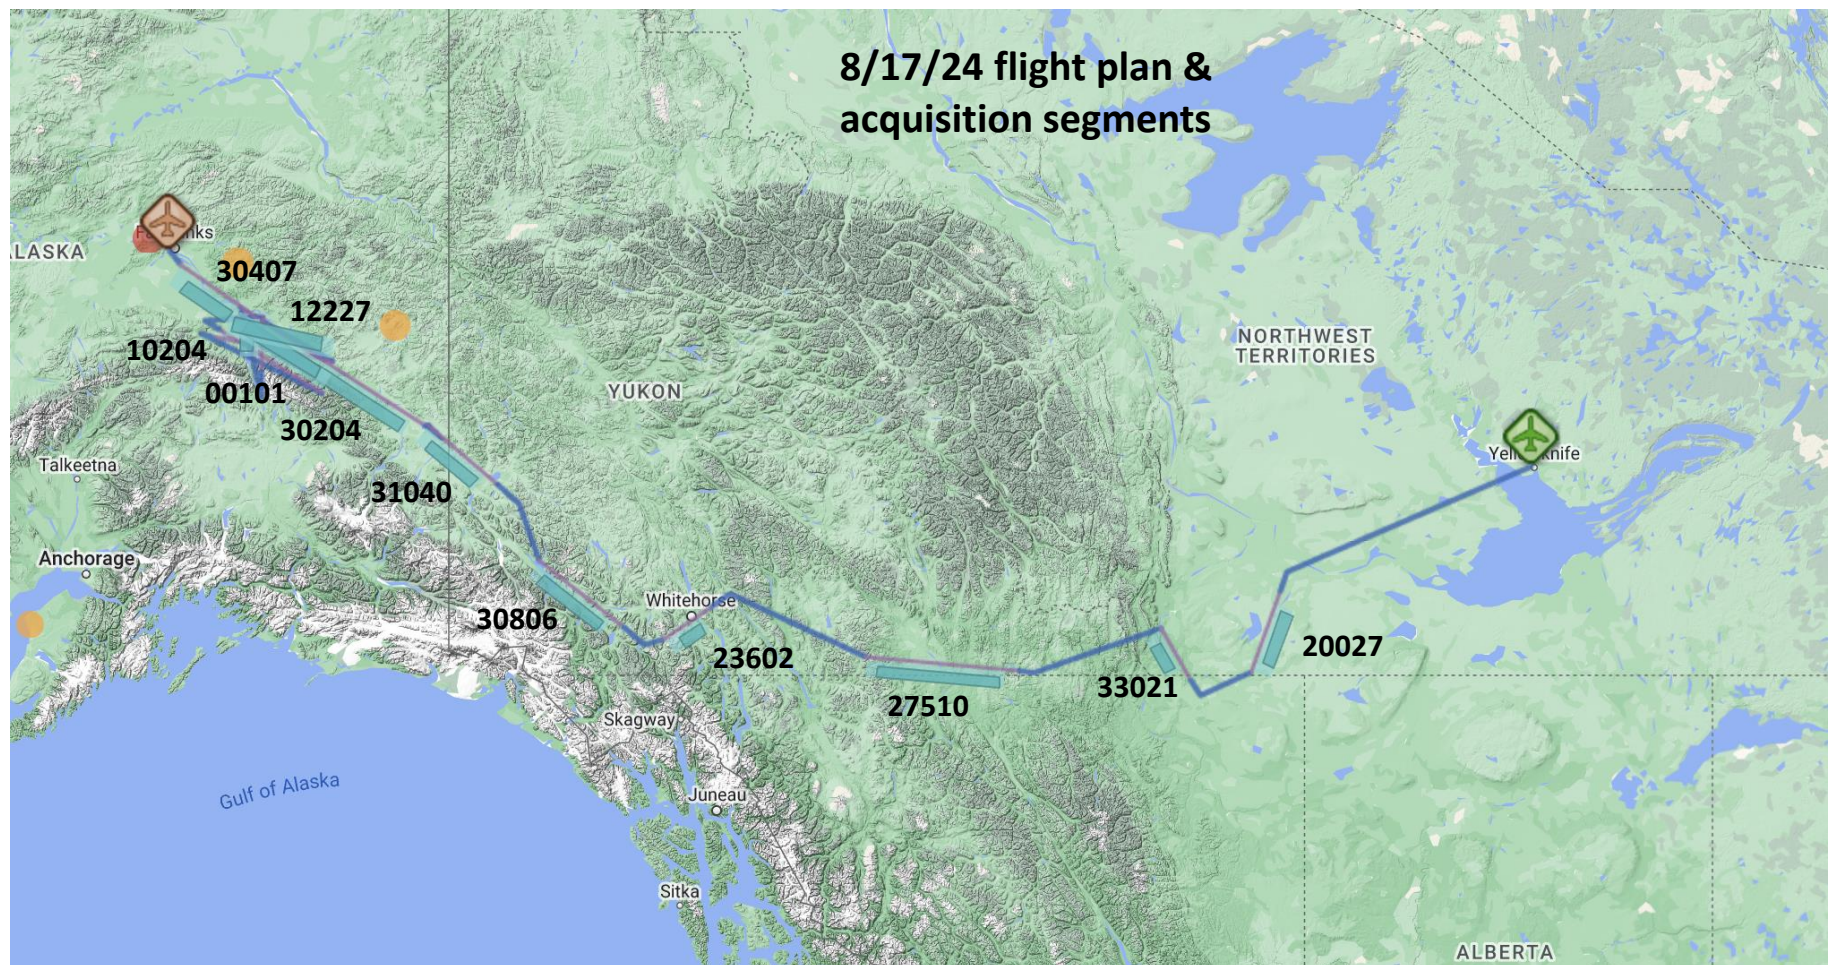 8/17/24 flight plan &
acquisition segments
LASKA
30407
12227
10204
00101
30204
NORTHWEST
TERRITORIES
YUKON
Talkeetna
31040
Anchorage
Whitehorse
30806
23602
20027
33021
27510
Skagway
Gulf of Alaska
Juneau
Sitka
ALBERTA